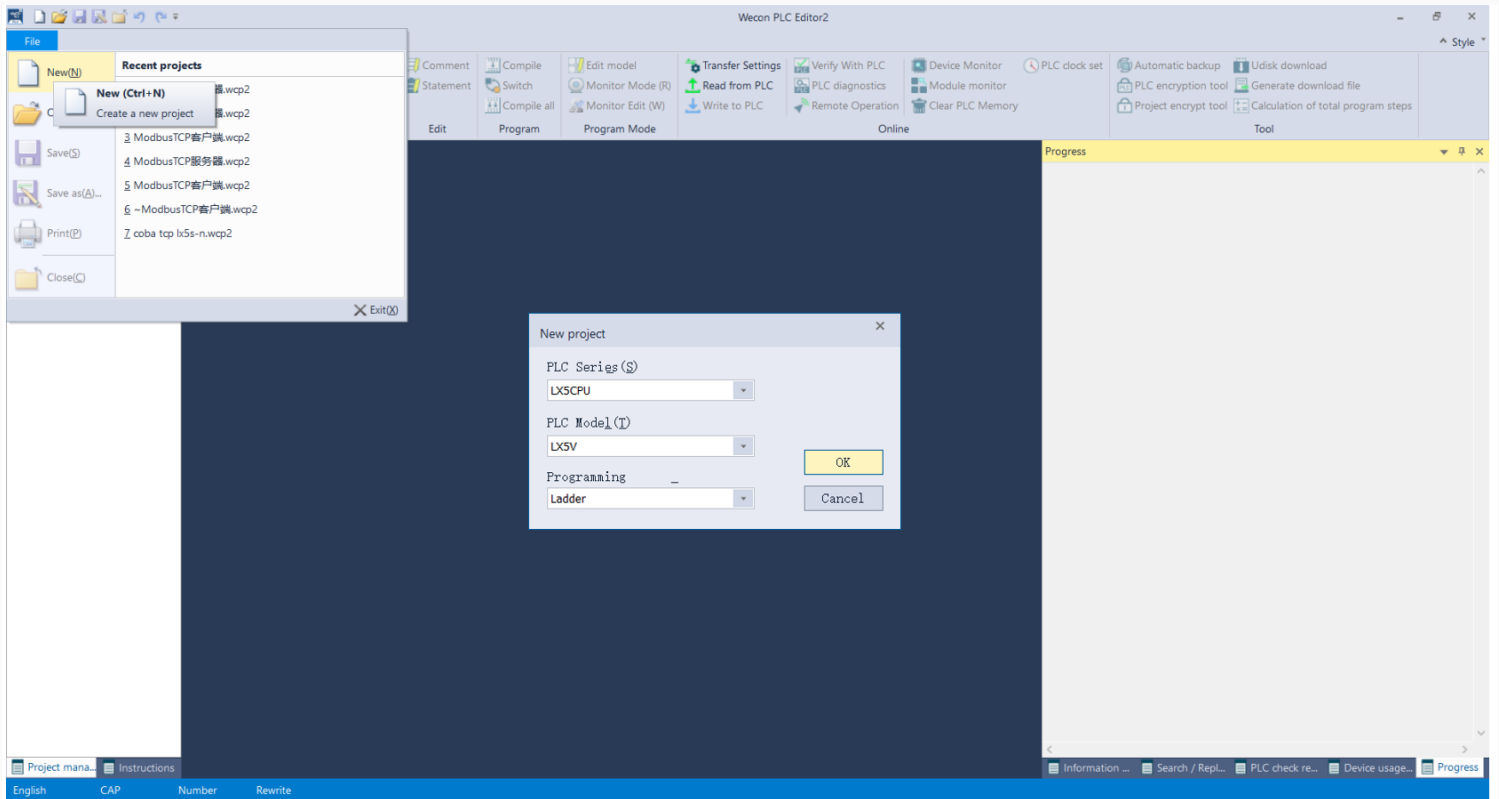 Wecon PLC Editor2
File
Style
New(N)
Recent projects
New (Ctrl+N)
Create a new project
器.wcp2
器.wcp2
3 ModbusTCP客户端.wcp2
4 ModbusTCP服务器.wcp2
5 ModbusTCP客户端.wcp2
6 ~ModbusTCP客户端.wcp2
7 coba tcp lx5s-n.wcp2
Save(S)
Save as(A)...
Print(P)
Close(C)
Exit(X)
Comment
Statement
Edit
Compile
Switch
Compile all
Program
Edit model
Monitor Mode (R)
Monitor Edit (W)
Program Mode
Transfer Settings
Read from PLC
Write to PLC
Verify With PLC
PLC diagnostics
Remote Operation
Device Monitor
Module monitor
Clear PLC Memory
PLC clock set
Online
Automatic backup
PLC encryption tool
Project encrypt tool
Udisk download
Generate download file
Calculation of total program steps
Tool
Progress
New project
PLC Series(S)
LX5CPU
PLC Model(T)
LX5V
Programming _
Ladder
OK
Cancel
Project mana...
Instructions
Information ...
Search / Repl...
PLC check re...
Device usage...
Progress
English
CAP
Number
Rewrite